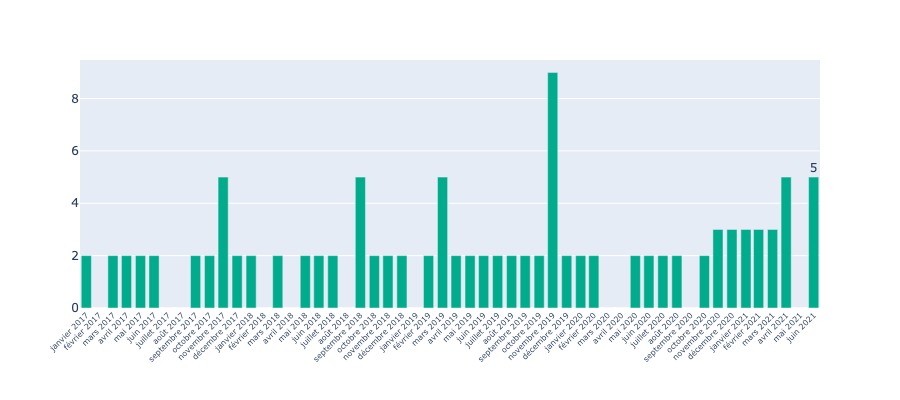 8
6
4
2
0
5
janvier 2017
février 2017
mars 2017
avril 2017
mai 2017
juin 2017
juillet 2017
août 2017
septembre 2017
octobre 2017
novembre 2017
décembre 2017
janvier 2018
février 2018
mars 2018
avril 2018
mai 2018
juin 2018
juillet 2018
août 2018
septembre 2018
octobre 2018
novembre 2018
décembre 2018
janvier 2019
février 2019
mars 2019
avril 2019
mai 2019
juin 2019
juillet 2019
août 2019
septembre 2019
octobre 2019
novembre 2019
décembre 2019
janvier 2020
février 2020
mars 2020
avril 2020
mai 2020
juin 2020
juillet 2020
août 2020
septembre 2020
octobre 2020
novembre 2020
décembre 2020
janvier 2021
février 2021
mars 2021
avril 2021
mai 2021
juin 2021